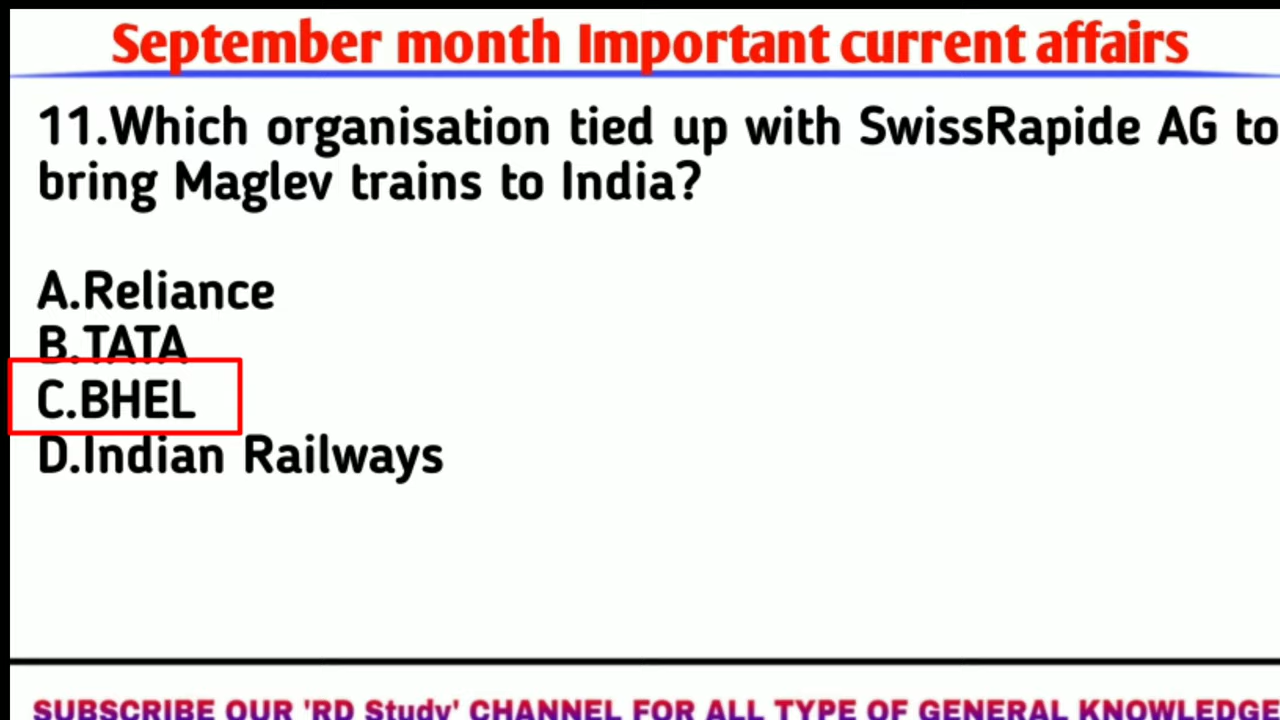 September month Important current affairs
11.Which organisation tied up with SwissRapide AG to
bring Maglev trains to India?
A.Reliance
B.TATA
C.BHEL
D.Indian Railways
SUBSCRIBE OUR 'RD Study' CHANNEL FOR ALL TYPE OF GENERAL KNOWLEDGE